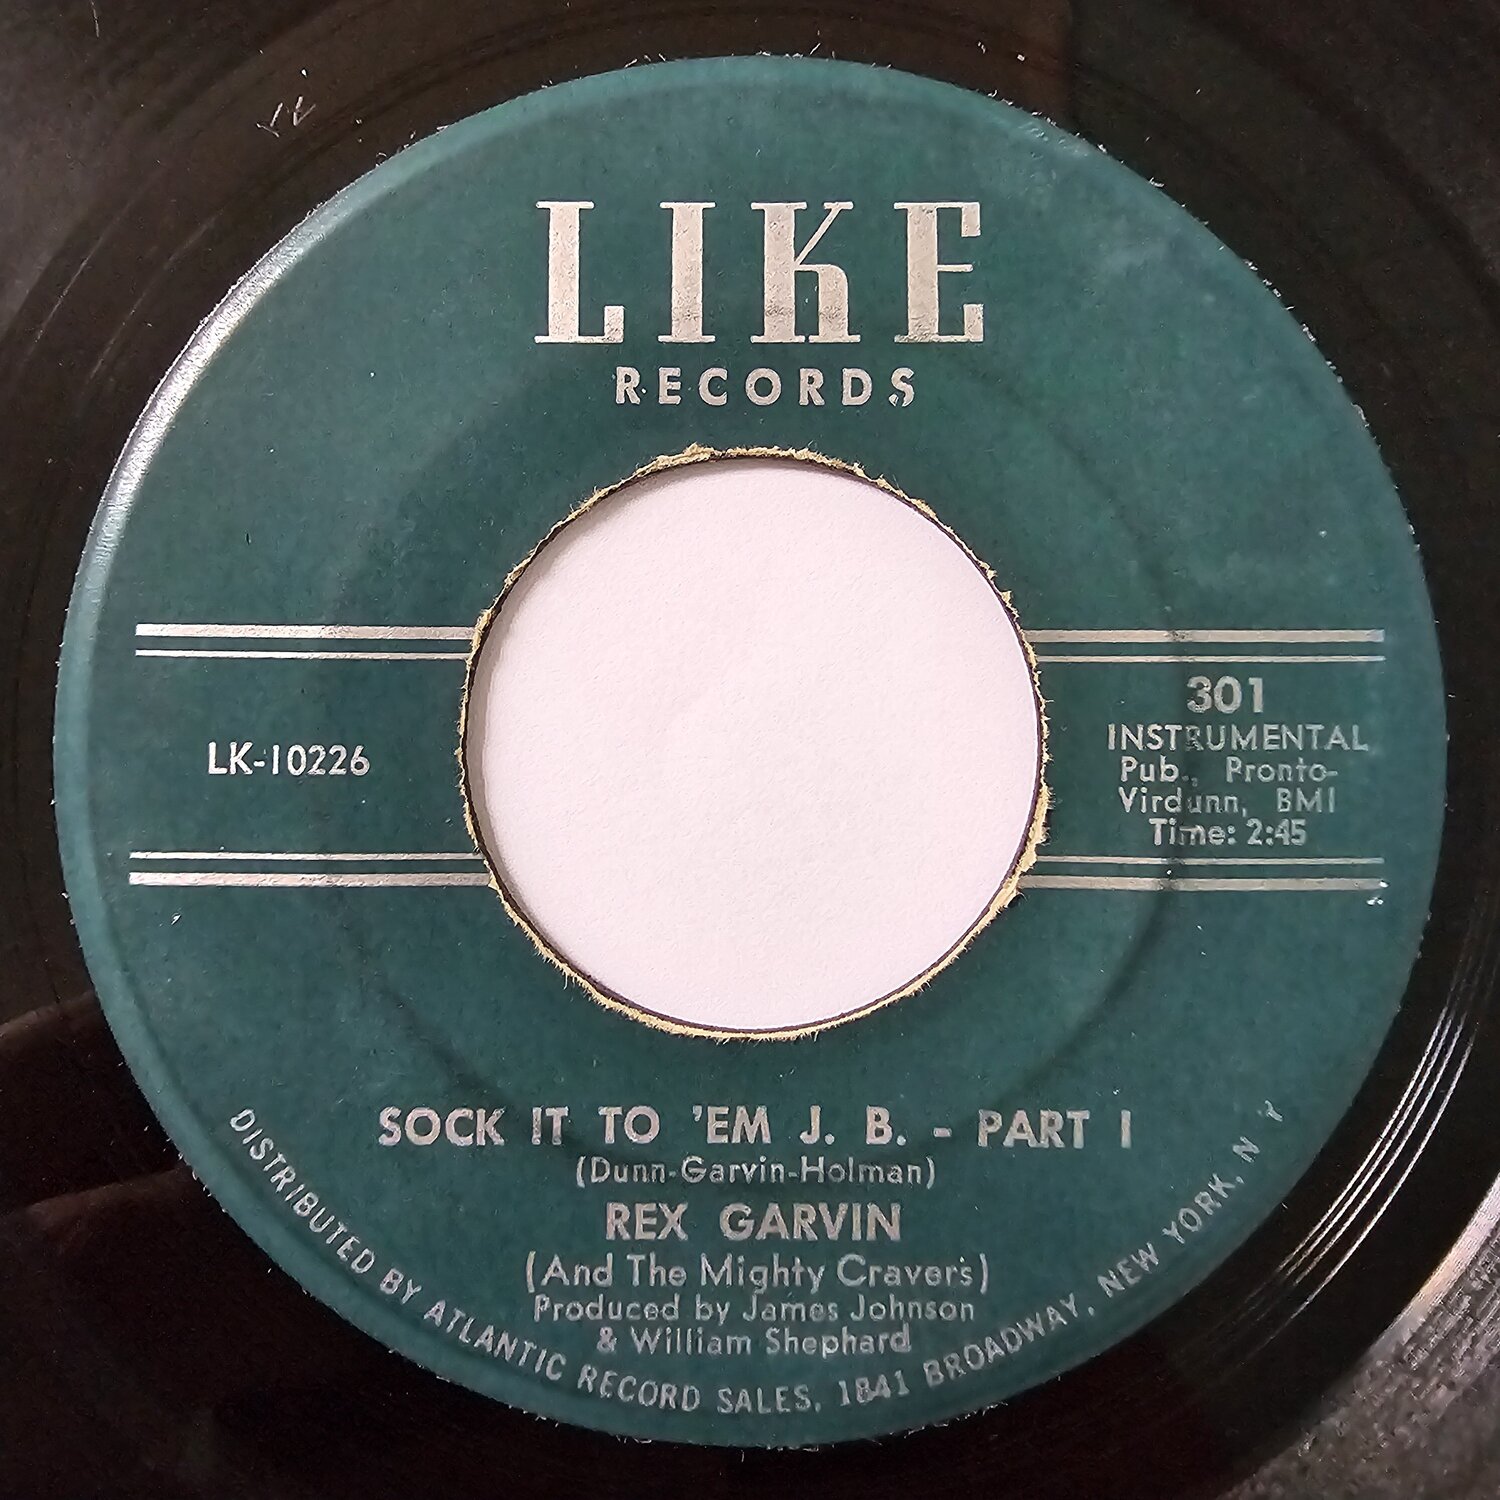 LIKE
RECORDS
LK-10226
301
INSTRUMENTAL
Pub., Pronto-
Virdunn, BMI
Time: 2:45
SOCK IT TO 'EM J. B. - PART I
(Dunn-Garvin-Holman)
REX GARVIN
(And The Mighty Cravers)
Produced by James Johnson
& William Shephard
DISTRIBUTED BY ATLANTIC RECORD SALES, 1841 BROADWAY, NEW YORK, N Y